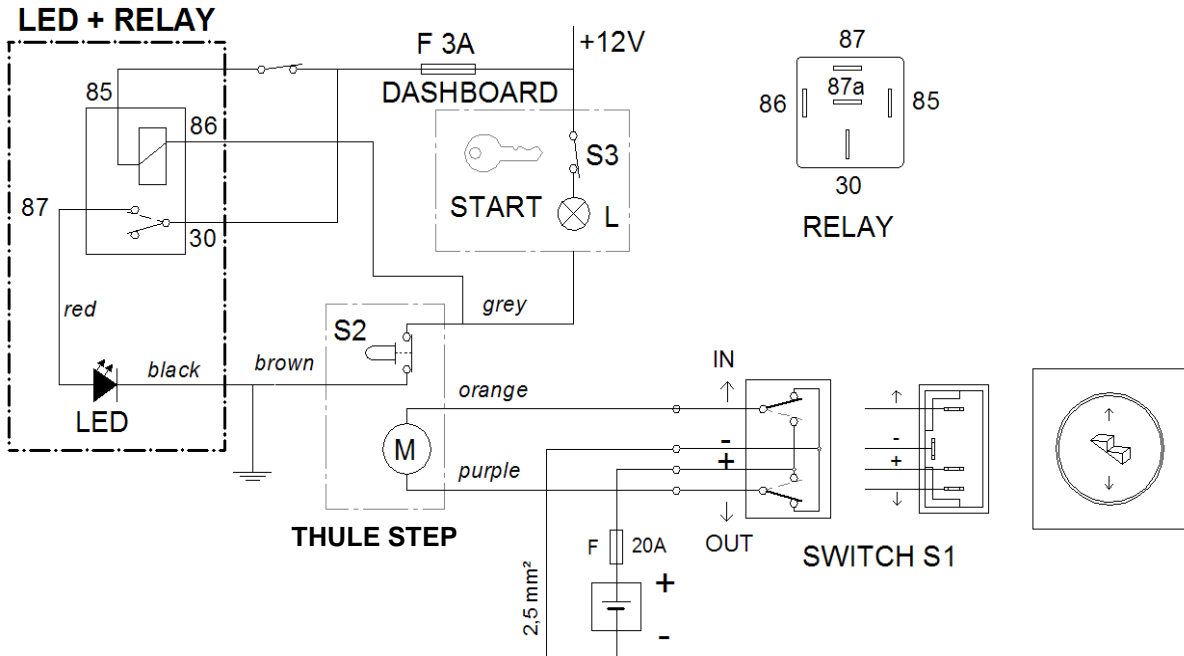 LED + RELAY
F 3A
+12V
DASHBOARD
85
86
87
30
S3
START
L
87
87a
86
85
30
RELAY
red
grey
S2
black
brown
LED
orange
M
purple
THULE STEP
IN
-
+
OUT
-
+
SWITCH S1
F 20A
+
-
2,5 mm²